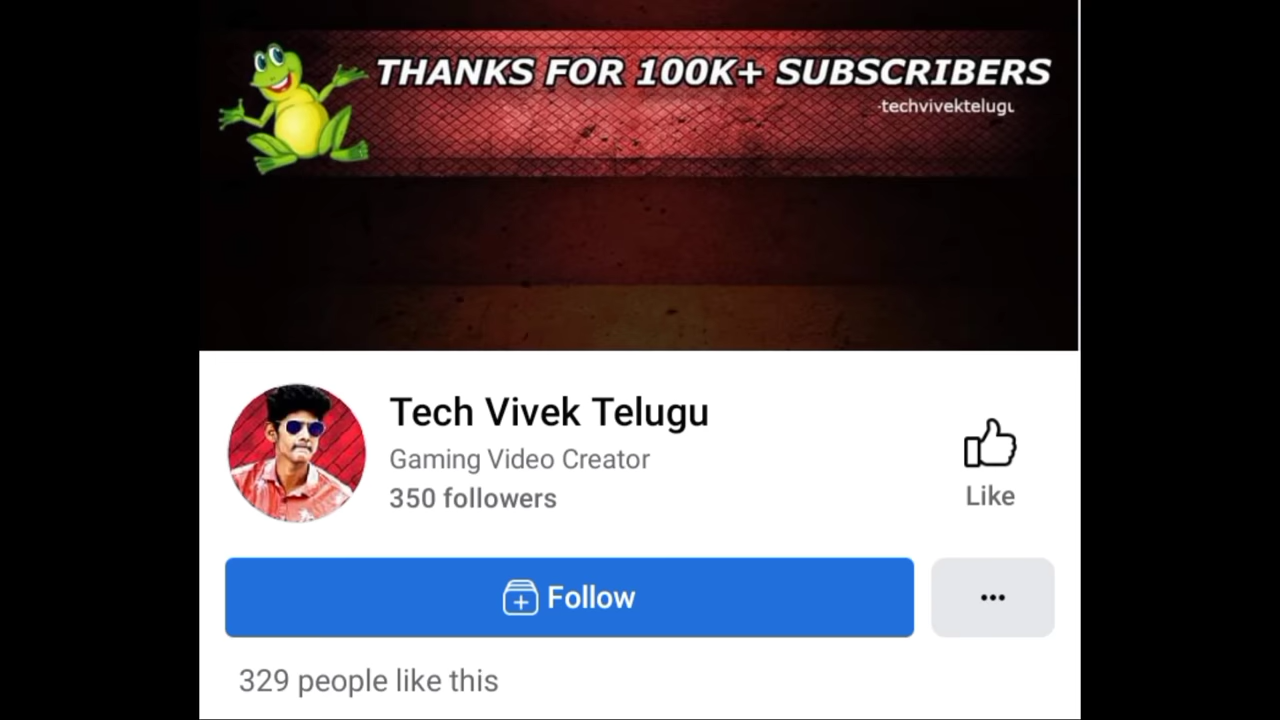 THANKS FOR 100K+ SUBSCRIBERS
-techvivektelugu
Tech Vivek Telugu
Gaming Video Creator
350 followers
Like
Follow
...
329 people like this